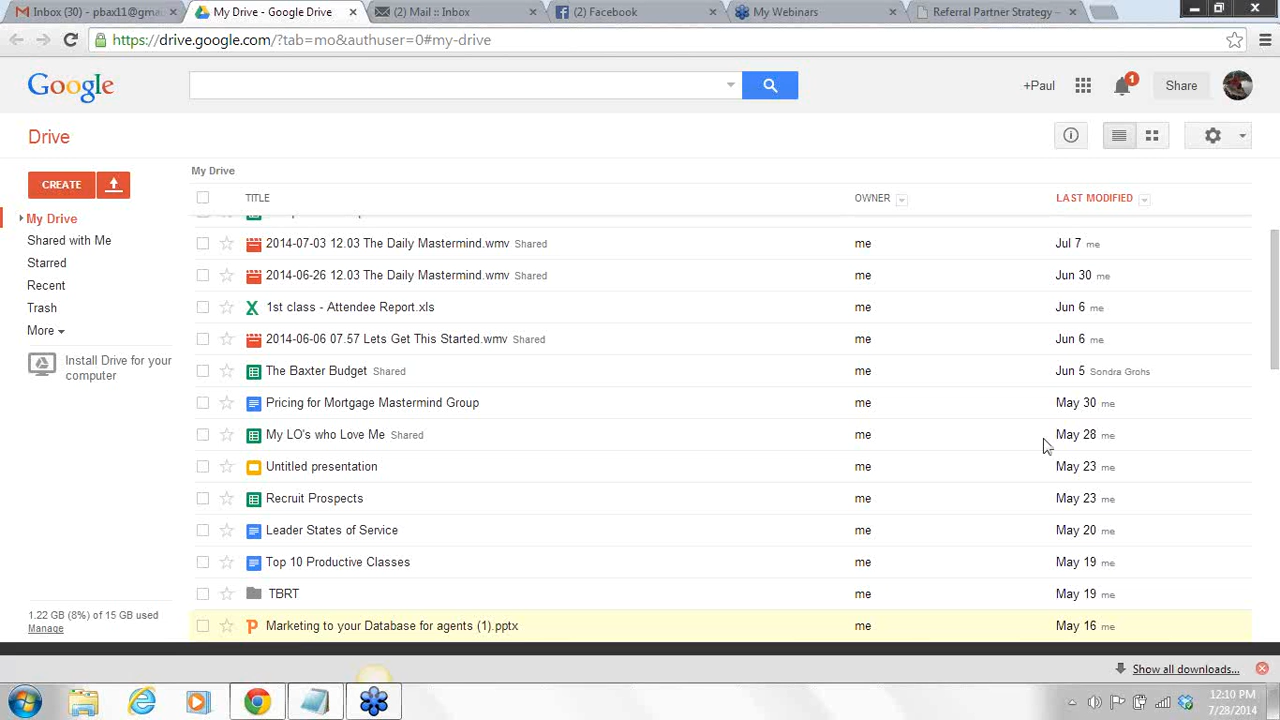 Inbox (30) - pbax11@gma
My Drive - Google Drive
(2) Mail :: Inbox
(2) Facebook
My Webinars
Referral Partner Strategy –
https://drive.google.com/?tab=mo&authuser=0#my-drive
Google
+Paul
1
Share
Drive
CREATE
My Drive
Shared with Me
Starred
Recent
Trash
More
Install Drive for your
computer
1.22 GB (8%) of 15 GB used
Manage
My Drive
TITLE OWNER LAST MODIFIED
2014-07-03 12.03 The Daily Mastermind.wmv Shared me Jul 7 me
2014-06-26 12.03 The Daily Mastermind.wmv Shared me Jun 30 me
1st class - Attendee Report.xls me Jun 6 me
2014-06-06 07.57 Lets Get This Started.wmv Shared me Jun 6 me
The Baxter Budget Shared me Jun 5 Sondra Grohs
Pricing for Mortgage Mastermind Group me May 30 me
My LO's who Love Me Shared me May 28 me
Untitled presentation me May 23 me
Recruit Prospects me May 23 me
Leader States of Service me May 20 me
Top 10 Productive Classes me May 19 me
TBRT me May 19 me
Marketing to your Database for agents (1).pptx me May 16 me
Show all downloads...
12:10 PM
7/28/2014